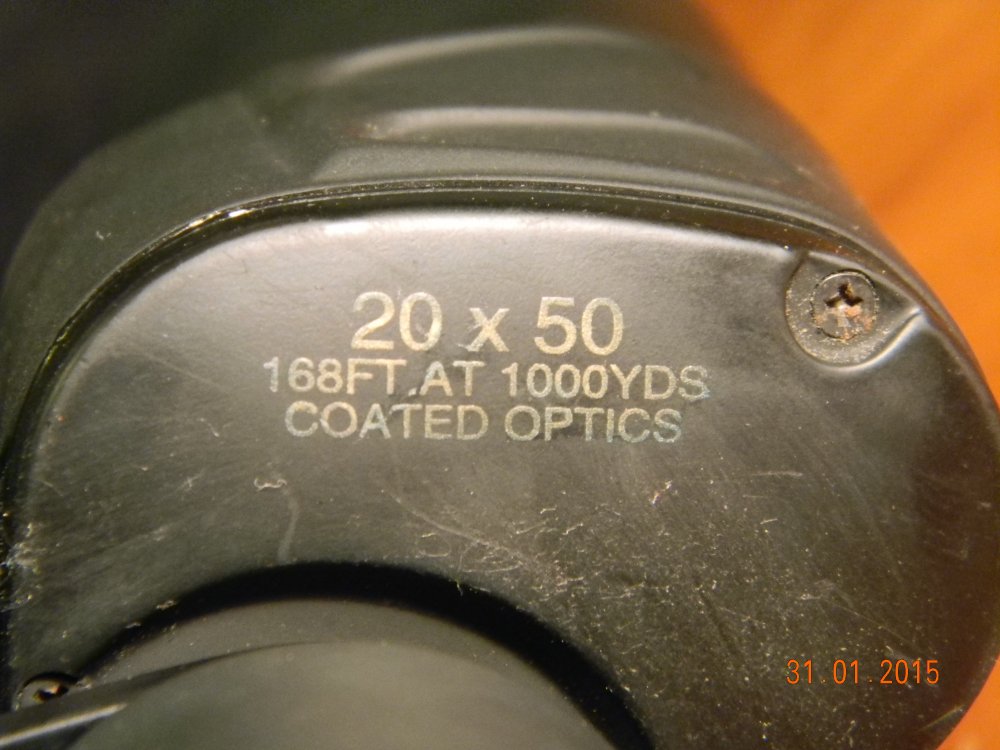 20 x 50
168FT.AT 1000YDS
COATED OPTICS
31.01.2015